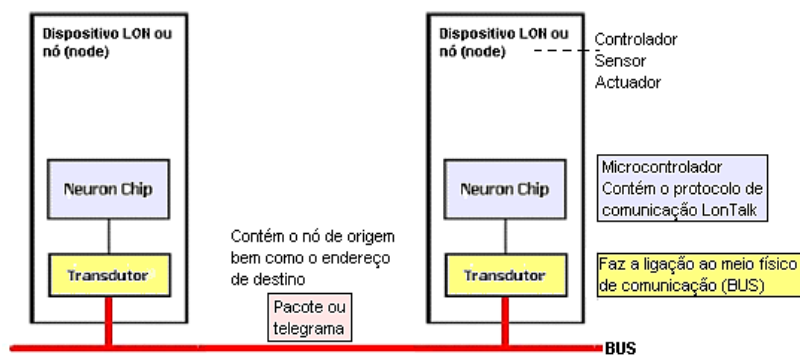 Dispositivo LON ou
nó (node)
Neuron Chip
Transdutor
Dispositivo LON ou
nó (node)
Neuron Chip
Transdutor
Controlador
Sensor
Actuador
Microcontrolador
Contém o protocolo de
comunicação LonTalk
Faz a ligação ao meio físico
de comunicação (BUS)
Contém o nó de origem
bem como o endereço
de destino
Pacote ou
telegrama
BUS